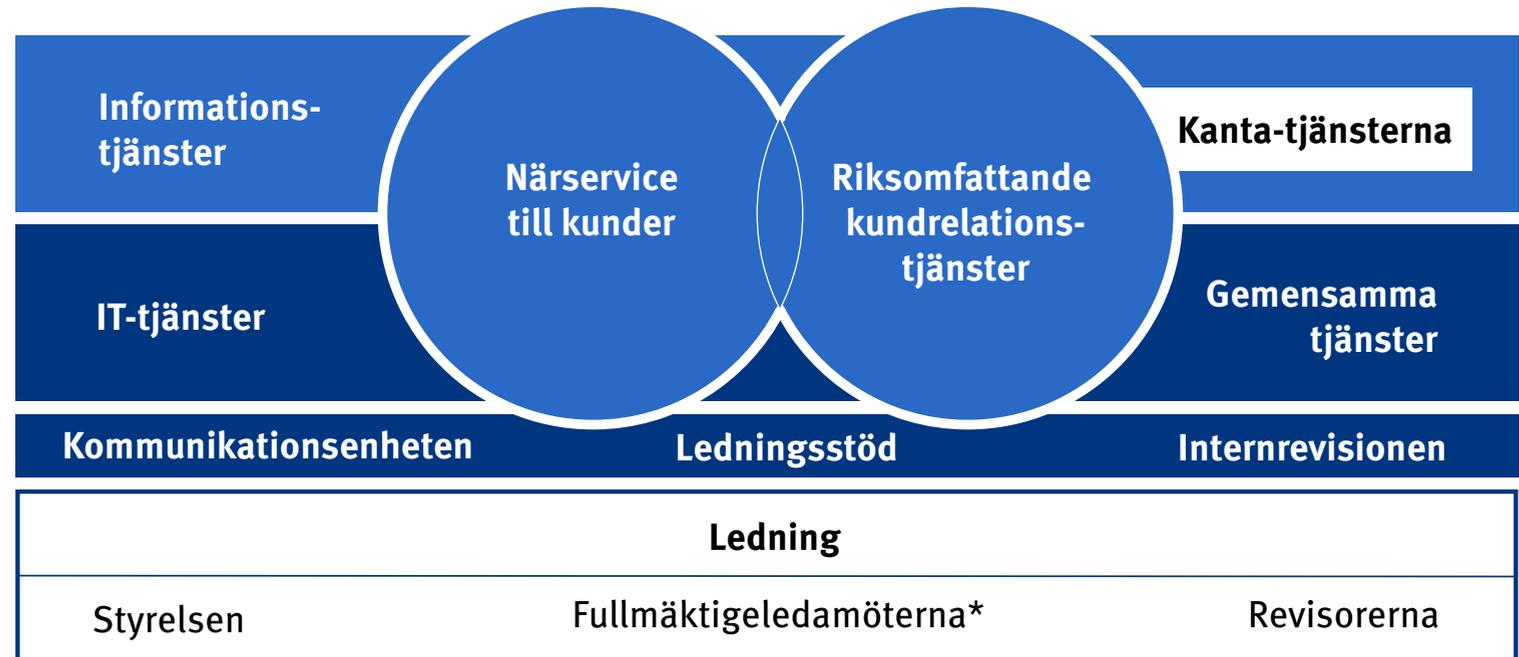 Informations-
tjänster
Närservice
till kunder
Riksomfattande
kundrelations-
tjänster
Kanta-tjänsterna
IT-tjänster
Gemensamma
tjänster
Kommunikationsenheten
Ledningsstöd
Internrevisionen
Ledning
Styrelsen
Fullmäktigeledamöterna*
Revisorerna